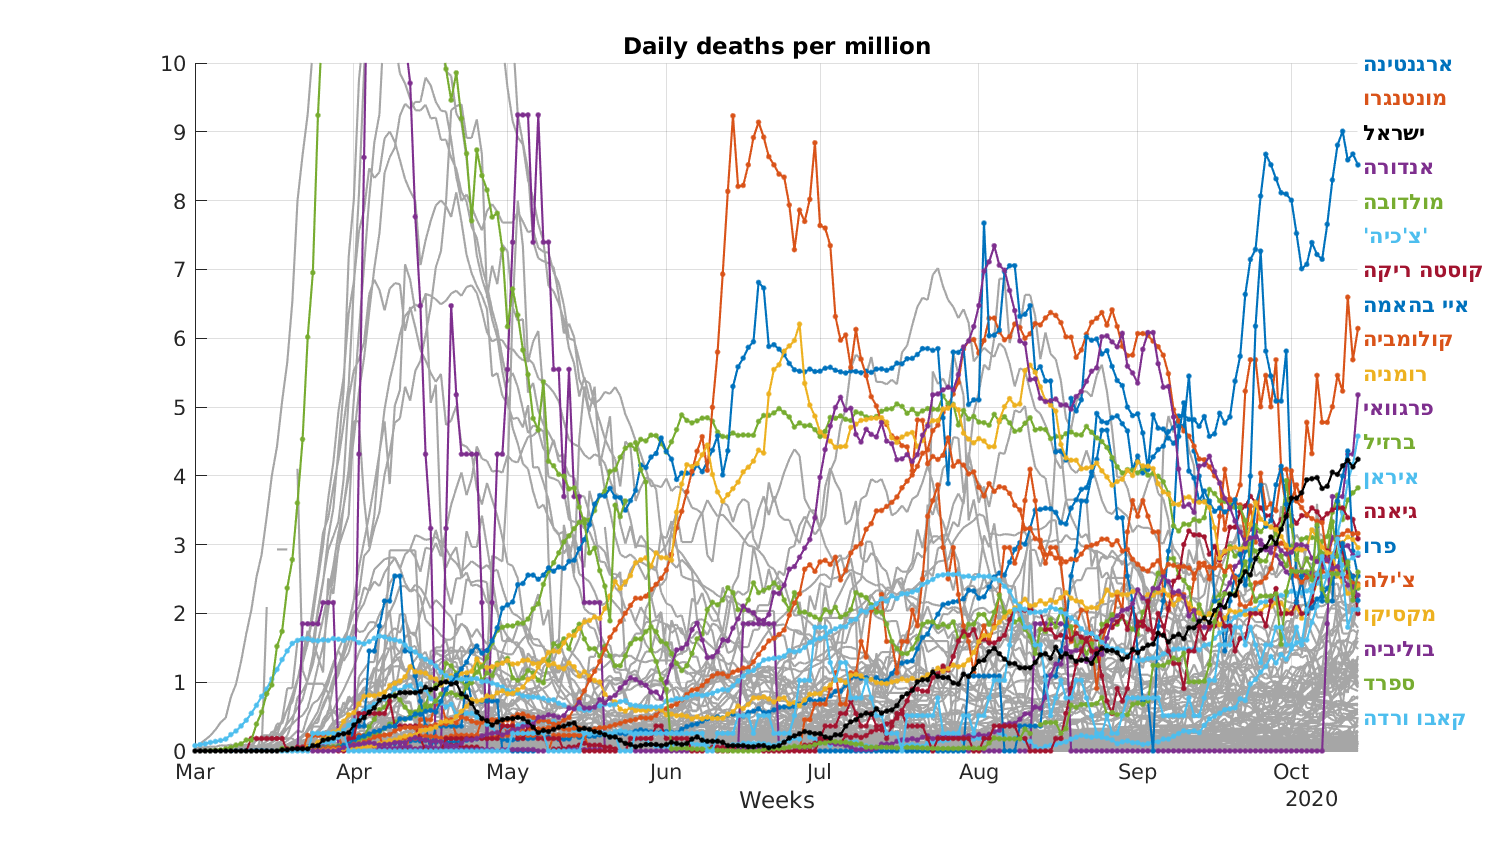 Daily deaths per million
10
9
8
7
6
5
4
3
2
1
0
Mar Apr May Jun Jul Aug Sep Oct
2020
Weeks
ארגנטינה
מונטנגרו
ישראל
אנדורה
מולדובה
'צ'כיה'
קוסטה ריקה
איי בהאמה
קולומביה
רומניה
פרגוואי
ברזיל
איראן
גיאנה
פרו
צ'ילה
מקסיקו
בוליביה
ספרד
קאבו ורדה